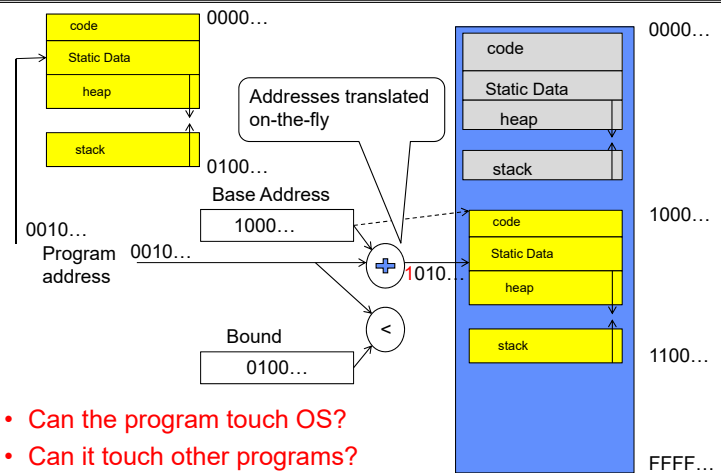 code
0000…
Static Data
heap
stack
0100…
Addresses translated
on-the-fly
Base Address
1000…
0010…
Program
address
0010…
1010…
<
Bound
0100…
0000…
code
Static Data
heap
stack
1000…
code
Static Data
heap
stack
1100…
FFFF…
• Can the program touch OS?
• Can it touch other programs?